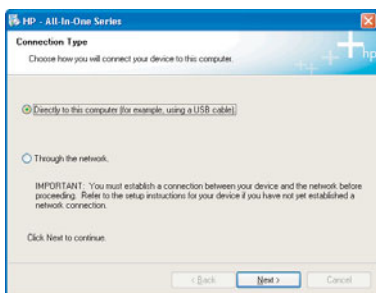 HP - All-In-One Series
Connection Type
Choose how you will connect your device to this computer.
hp
Directly to this computer (for example, using a USB cable).
Through the network.
IMPORTANT: You must establish a connection between your device and the network before
proceeding. Refer to the setup instructions for your device if you have not yet established a
network connection.
Click Next to continue.
< Back Next > Cancel